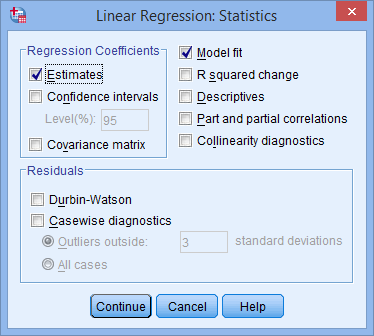 Linear Regression: Statistics
Regression Coefficients
Estimates
Confidence intervals
Level(%): 95
Covariance matrix
Model fit
R squared change
Descriptives
Part and partial correlations
Collinearity diagnostics
Residuals
Durbin-Watson
Casewise diagnostics
Outliers outside: 3 standard deviations
All cases
Continue Cancel Help